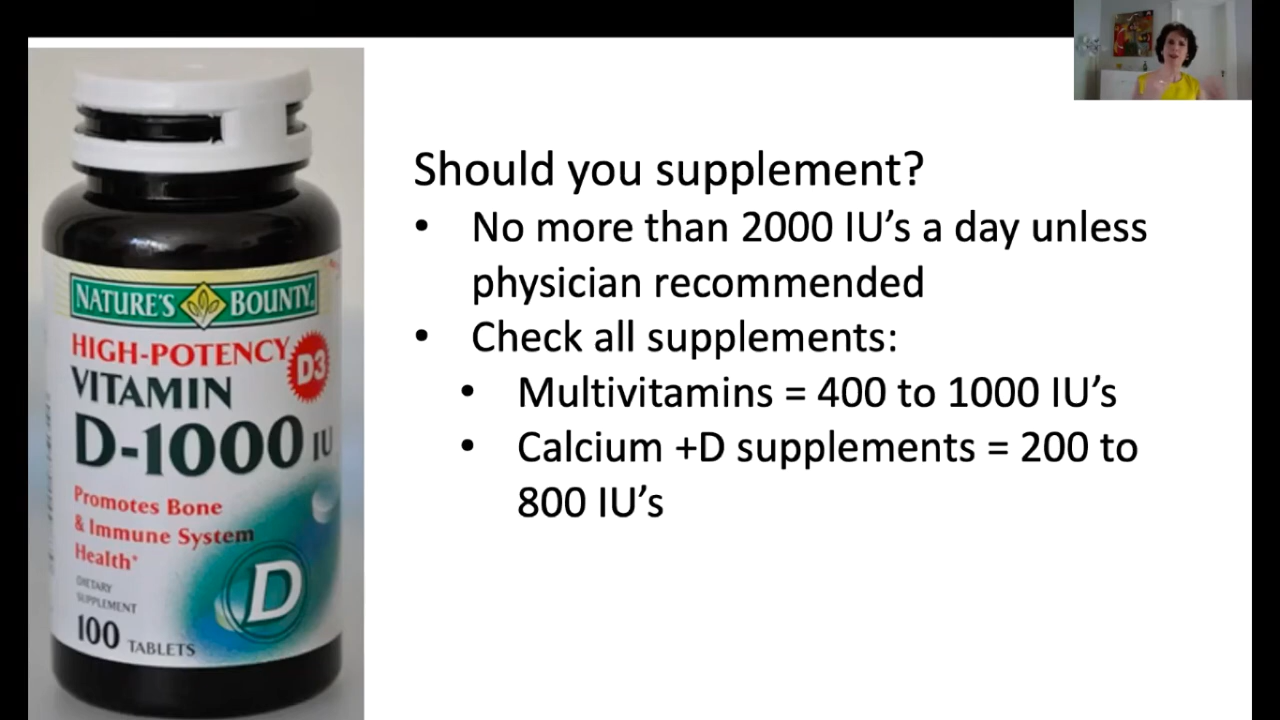 NATURE'S BOUNTY
HIGH-POTENCY
D3
VITAMIN
D-1000 IU
Promotes Bone
& Immune System
Health*
DIETARY
SUPPLEMENT
D
100 TABLETS
Should you supplement?
• No more than 2000 IU’s a day unless
physician recommended
• Check all supplements:
• Multivitamins = 400 to 1000 IU’s
• Calcium +D supplements = 200 to
800 IU’s